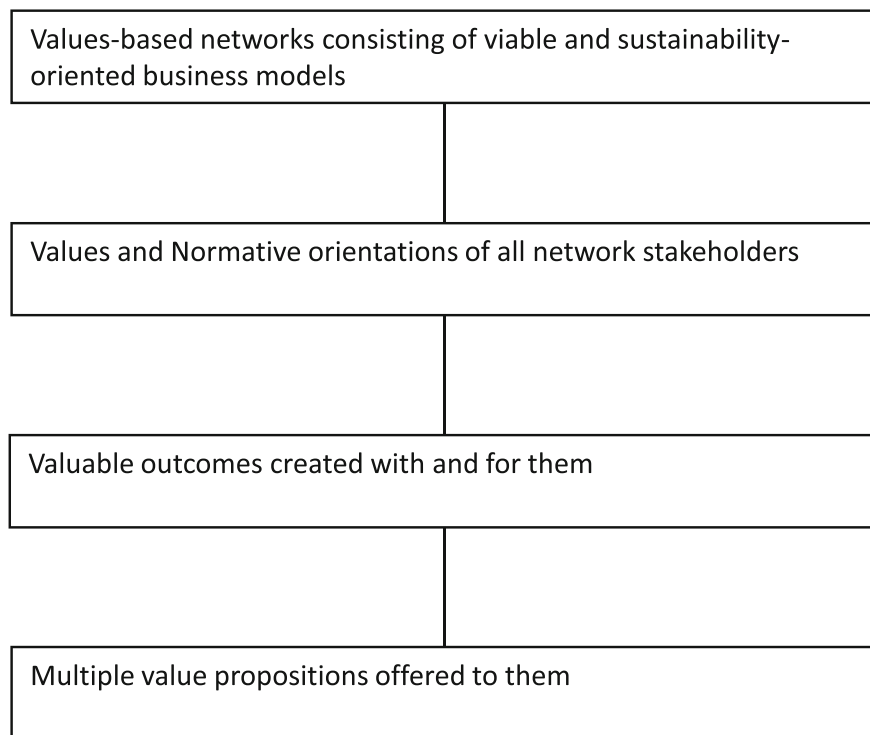 Values-based networks consisting of viable and sustainability-
oriented business models
Values and Normative orientations of all network stakeholders
Valuable outcomes created with and for them
Multiple value propositions offered to them